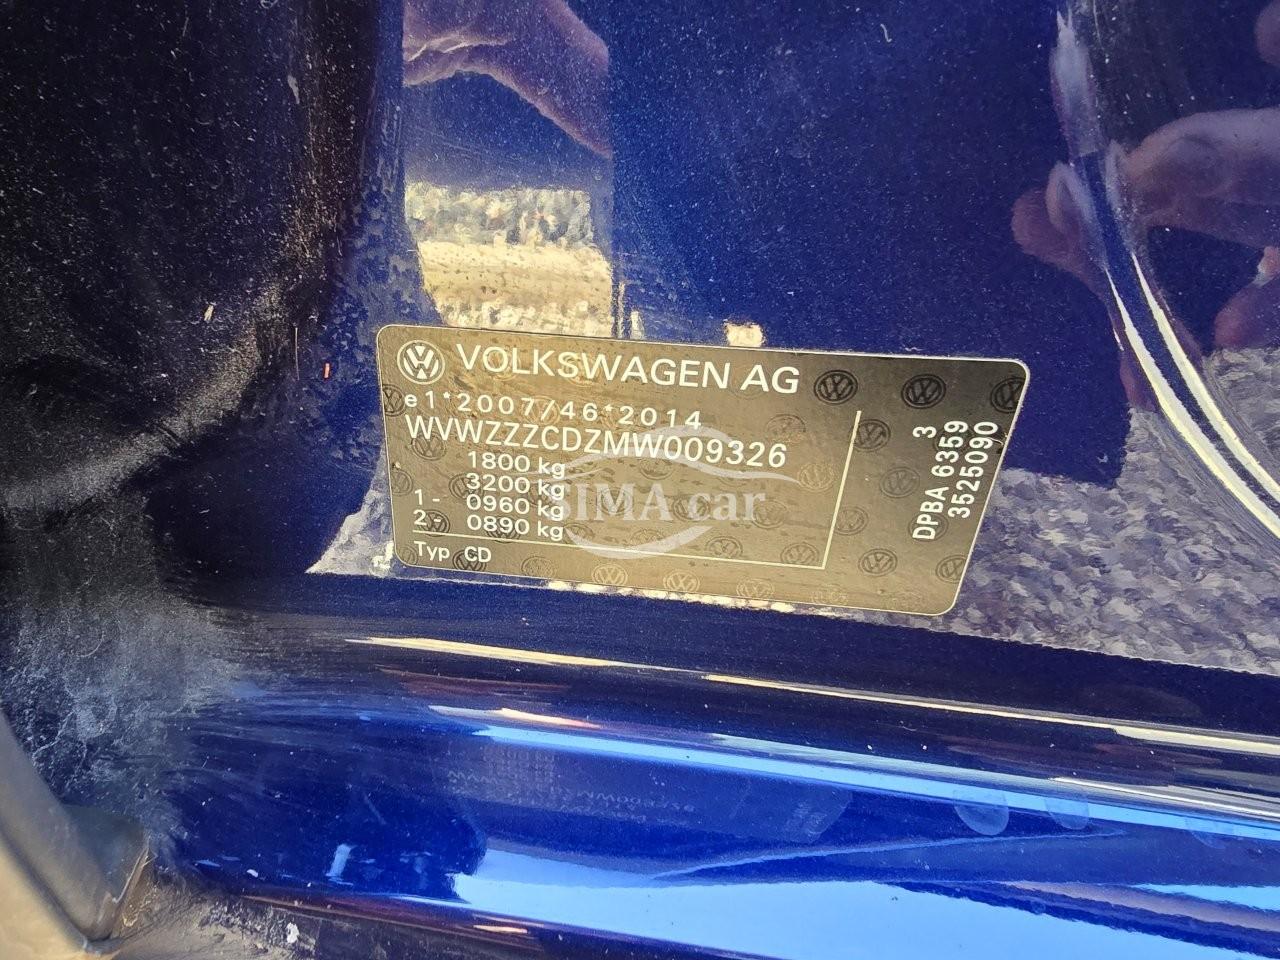 VOLKSWAGEN AG
e1*2007/46*2014
WVWZZZCDZMW009326
1800 kg
3200 kg
1- 0960 kg
2- 0890 kg
Typ CD
3
DPBA 6359
3525090
SIMA car